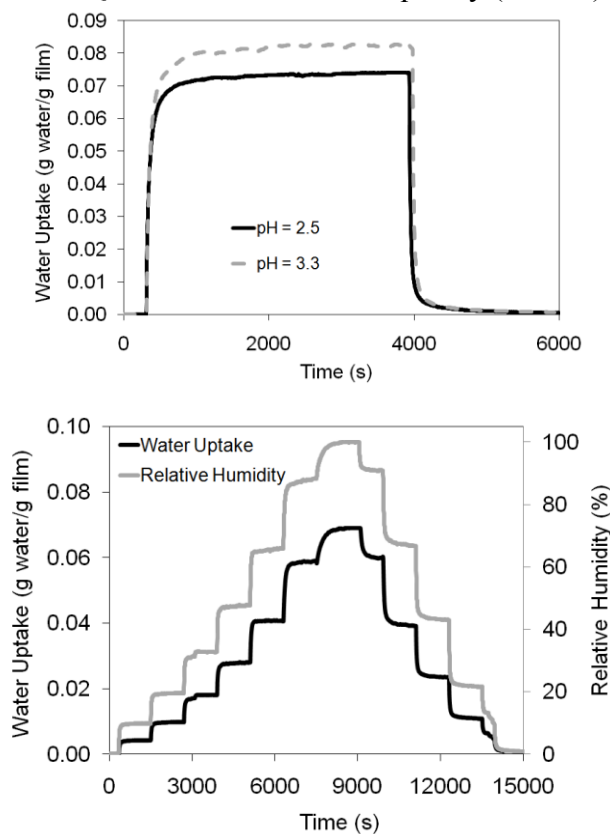 0.09
0.08
0.07
0.06
0.05
0.04
0.03
0.02
0.01
0.00
Water Uptake (g water/g film)
pH = 2.5
pH = 3.3
0 2000 4000 6000
Time (s)
0.10
0.08
0.06
0.04
0.02
0.00
Water Uptake (g water/g film)
Water Uptake
Relative Humidity
100
80
60
40
20
0
Relative Humidity (%)
0 3000 6000 9000 12000 15000
Time (s)